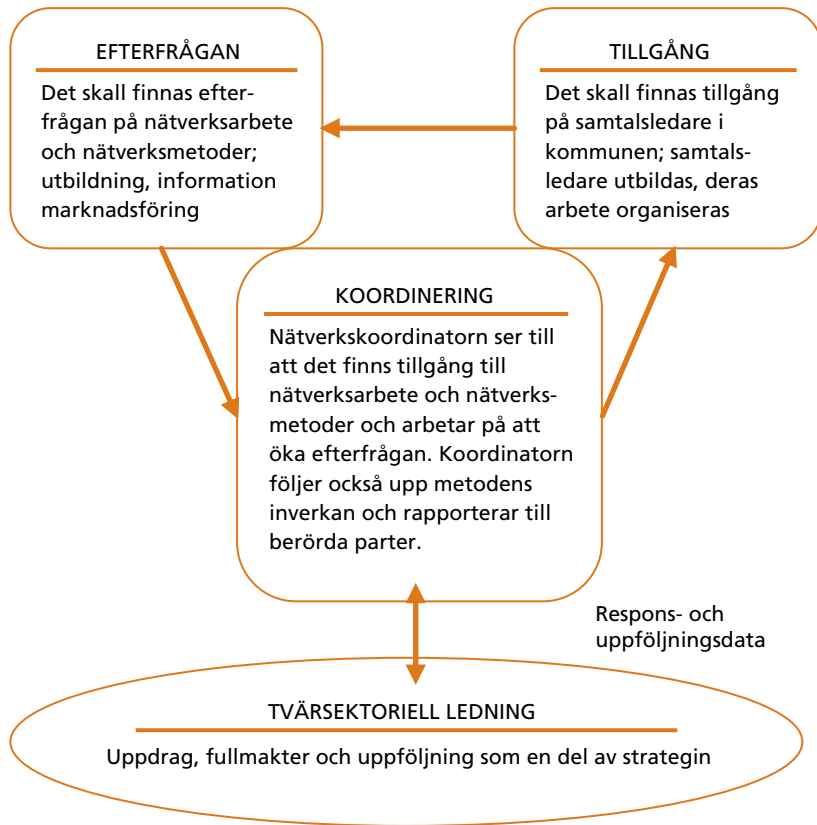 EFTERFRÅGAN
Det skall finnas efter-
frågan på nätverksarbete
och nätverksmetoder;
utbildning, information
marknadsföring
TILLGÅNG
Det skall finnas tillgång
på samtalsledare i
kommunen; samtals-
ledare utbildas, deras
arbete organiseras
KOORDINERING
Nätverkskoordinatorn ser till
att det finns tillgång till
nätverksarbete och nätverks-
metoder och arbetar på att
öka efterfrågan. Koordinatorn
följer också upp metodens
inverkan och rapporterar till
berörda parter.
Respons- och
uppföljningsdata
TVÄRSEKTORIELL LEDNING
Uppdrag, fullmakter och uppföljning som en del av strategin